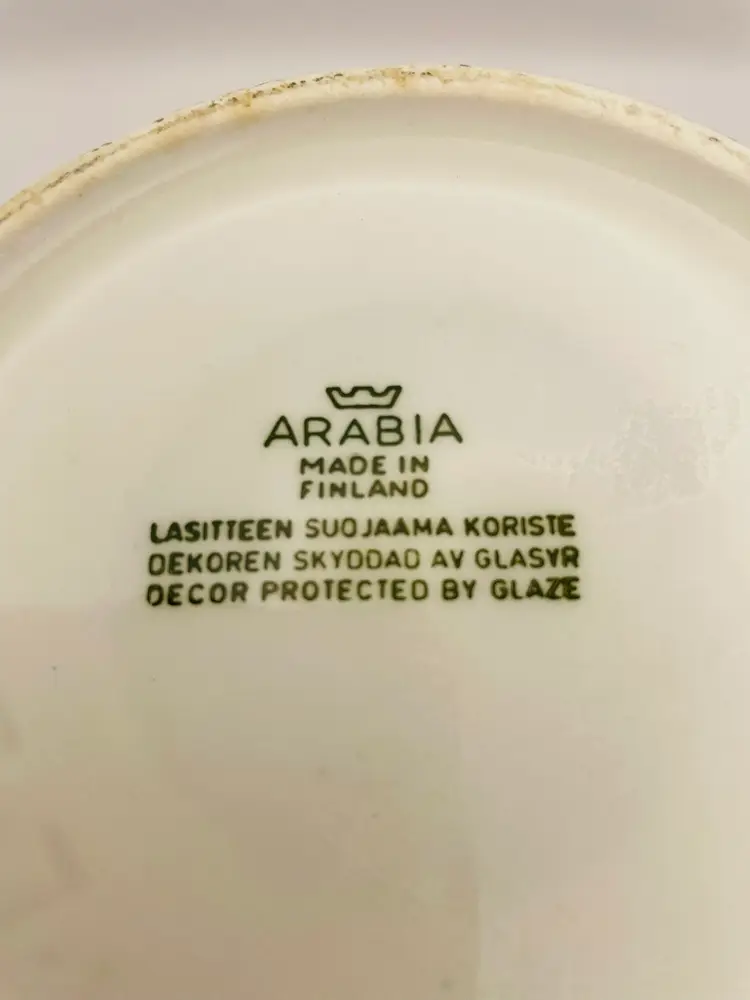 ARABIA
MADE IN
FINLAND
LASITTEEN SUOJAAMA KORISTE
DEKOREN SKYDDAD AV GLASYR
DECOR PROTECTED BY GLAZE